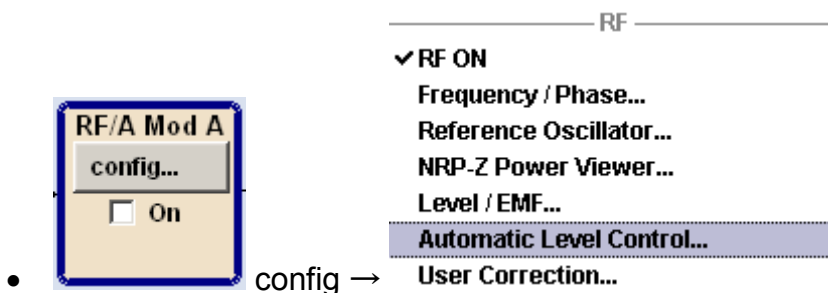 RF
✓ RF ON
Frequency / Phase...
Reference Oscillator...
NRP-Z Power Viewer...
Level / EMF...
Automatic Level Control...
User Correction...
RF/A Mod A
config...
On
• config →